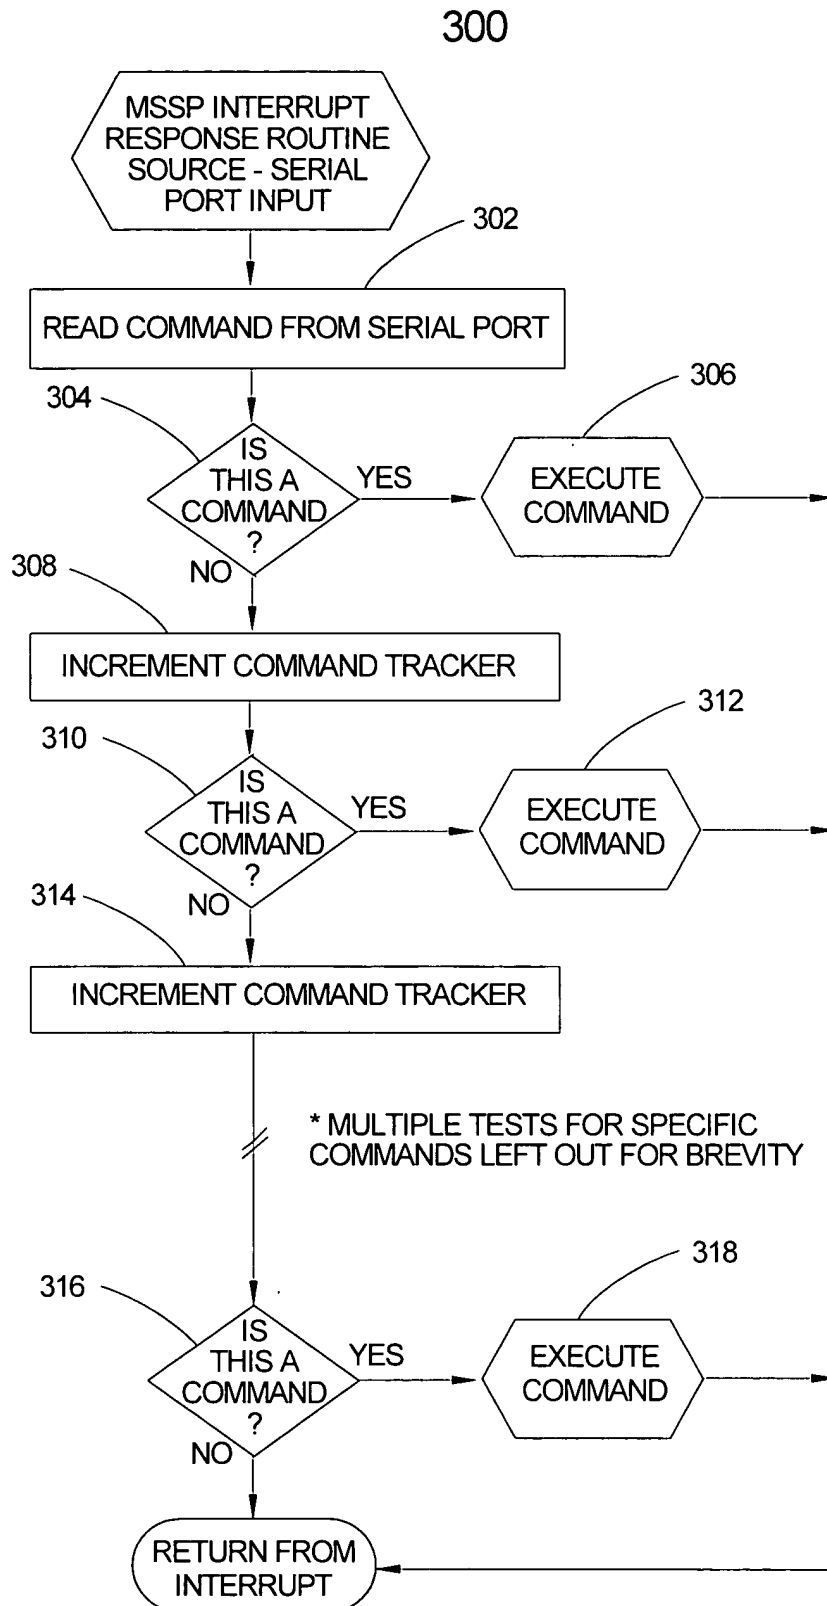 300
MSSP INTERRUPT
RESPONSE ROUTINE
SOURCE - SERIAL
PORT INPUT
302
READ COMMAND FROM SERIAL PORT
304
306
IS
THIS A
COMMAND
?
YES
EXECUTE
COMMAND
NO
308
INCREMENT COMMAND TRACKER
310
312
IS
THIS A
COMMAND
?
YES
EXECUTE
COMMAND
NO
314
INCREMENT COMMAND TRACKER
* MULTIPLE TESTS FOR SPECIFIC
COMMANDS LEFT OUT FOR BREVITY
316
318
IS
THIS A
COMMAND
?
YES
EXECUTE
COMMAND
NO
RETURN FROM
INTERRUPT